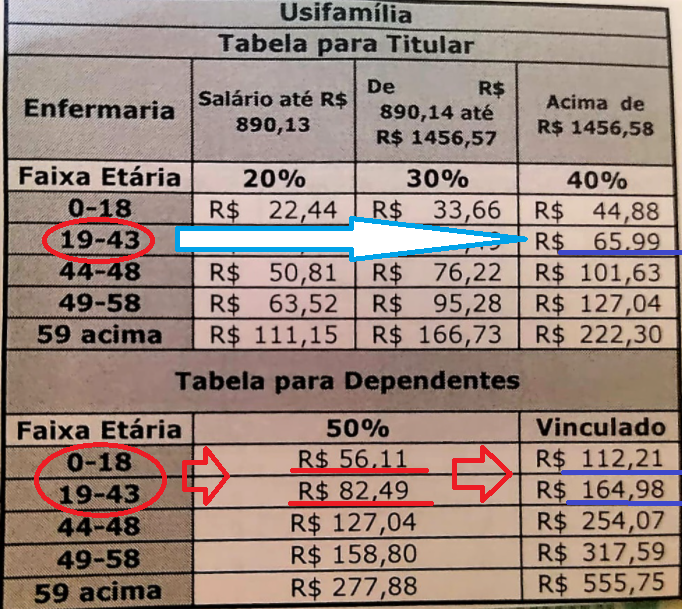 Usifamília
Tabela para Titular
Enfermaria
Salário até R$
890,13
De R$
890,14 até
R$ 1456,57
Acima de
R$ 1456,58
Faixa Etária 20% 30% 40%
0-18 R$ 22,44 R$ 33,66 R$ 44,88
19-43 R$ 65,99
44-48 R$ 50,81 R$ 76,22 R$ 101,63
49-58 R$ 63,52 R$ 95,28 R$ 127,04
59 acima R$ 111,15 R$ 166,73 R$ 222,30
Tabela para Dependentes
Faixa Etária 50% Vinculado
0-18 R$ 56,11 R$ 112,21
19-43 R$ 82,49 R$ 164,98
44-48 R$ 127,04 R$ 254,07
49-58 R$ 158,80 R$ 317,59
59 acima R$ 277,88 R$ 555,75